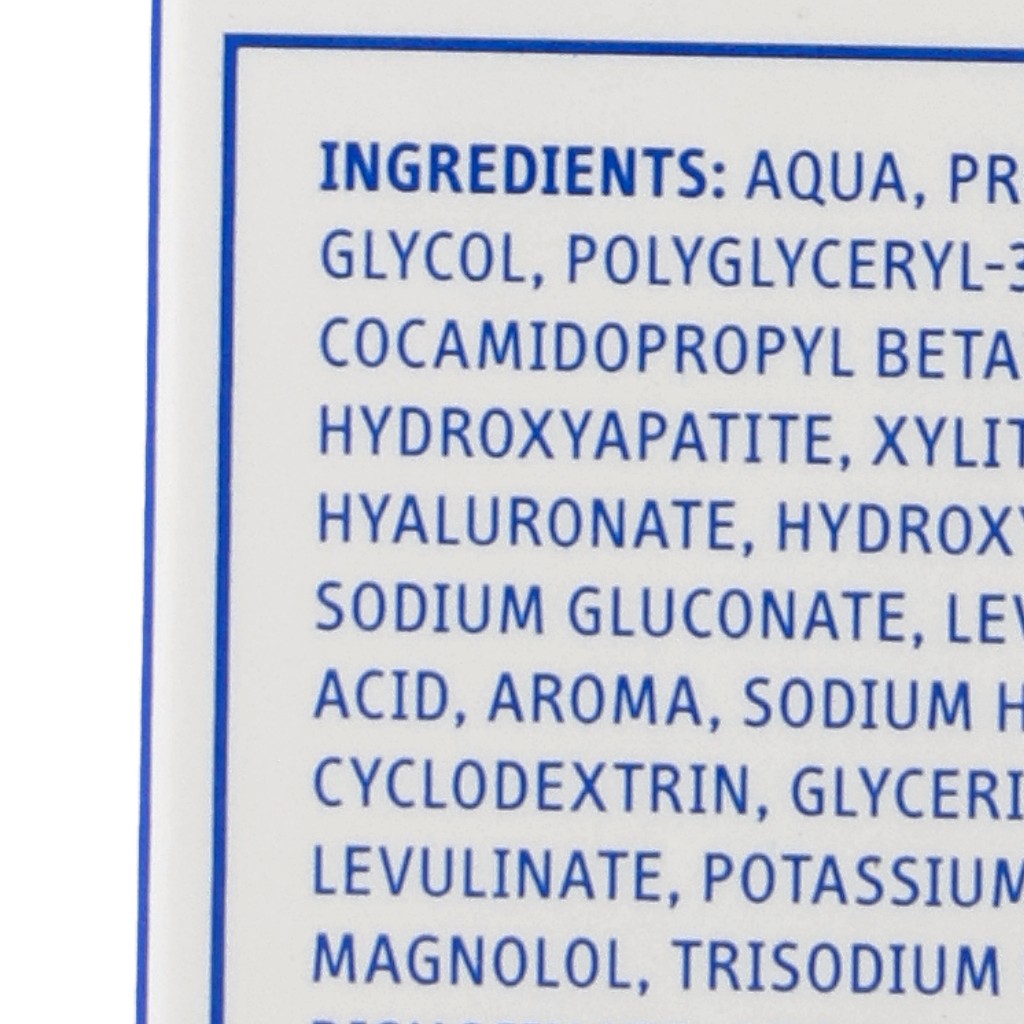 INGREDIENTS: AQUA, PR
GLYCOL, POLYGLYCERYL-3
COCAMIDOPROPYL BETA
HYDROXYAPATITE, XYLIT
HYALURONATE, HYDROXY
SODIUM GLUCONATE, LEV
ACID, AROMA, SODIUM H
CYCLODEXTRIN, GLYCERI
LEVULINATE, POTASSIUM
MAGNOLOL, TRISODIUM